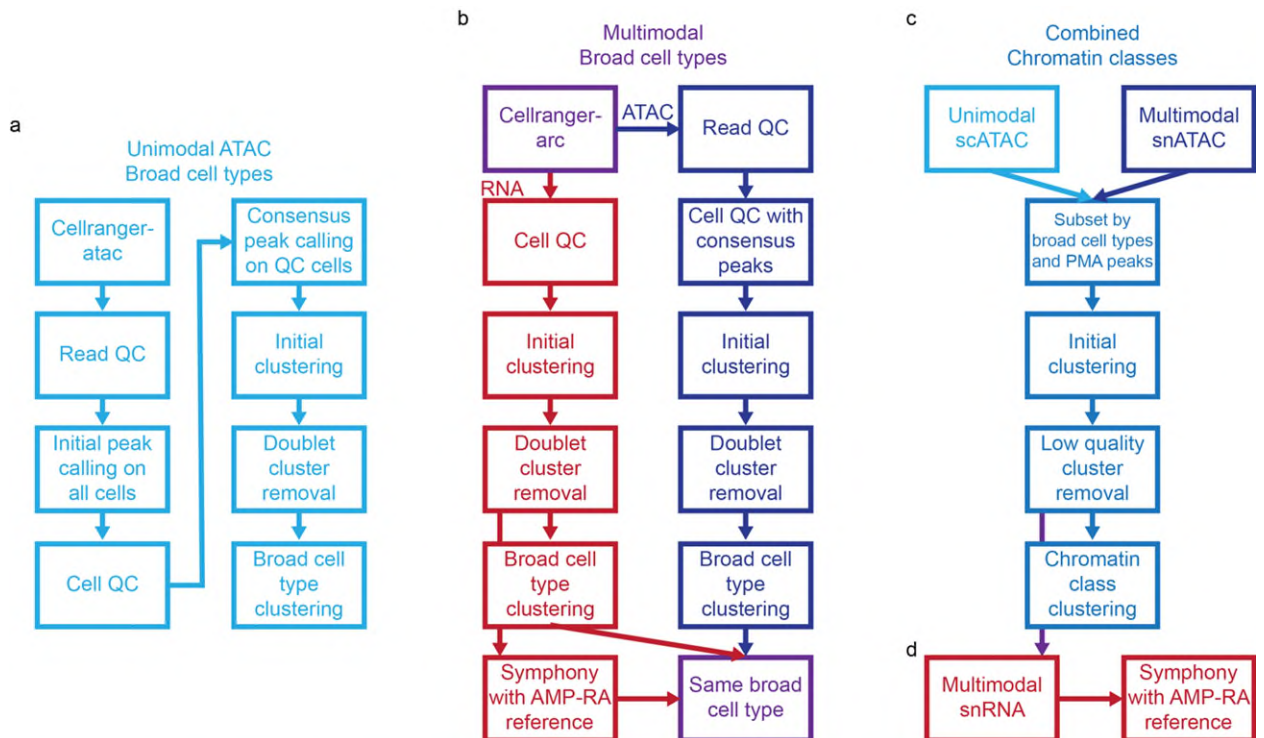 a
Unimodal ATAC
Broad cell types
Cellranger-
atac
Read QC
Initial peak
calling on
all cells
Cell QC
Consensus
peak calling
on QC cells
Initial
clustering
Doublet
cluster
removal
Broad cell
type
clustering
b
Multimodal
Broad cell types
Cellranger-
arc
ATAC
RNA
Cell QC
Initial
clustering
Doublet
cluster
removal
Broad cell
type
clustering
Symphony
with AMP-RA
reference
Read QC
Cell QC with
consensus
peaks
Initial
clustering
Doublet
cluster
removal
Broad cell
type
clustering
Same broad
cell type
c
Combined
Chromatin classes
Unimodal
scATAC
Multimodal
snATAC
Subset by
broad cell types
and PMA peaks
Initial
clustering
Low quality
cluster
removal
Chromatin
class
clustering
d
Multimodal
snRNA
Symphony
with AMP-RA
reference